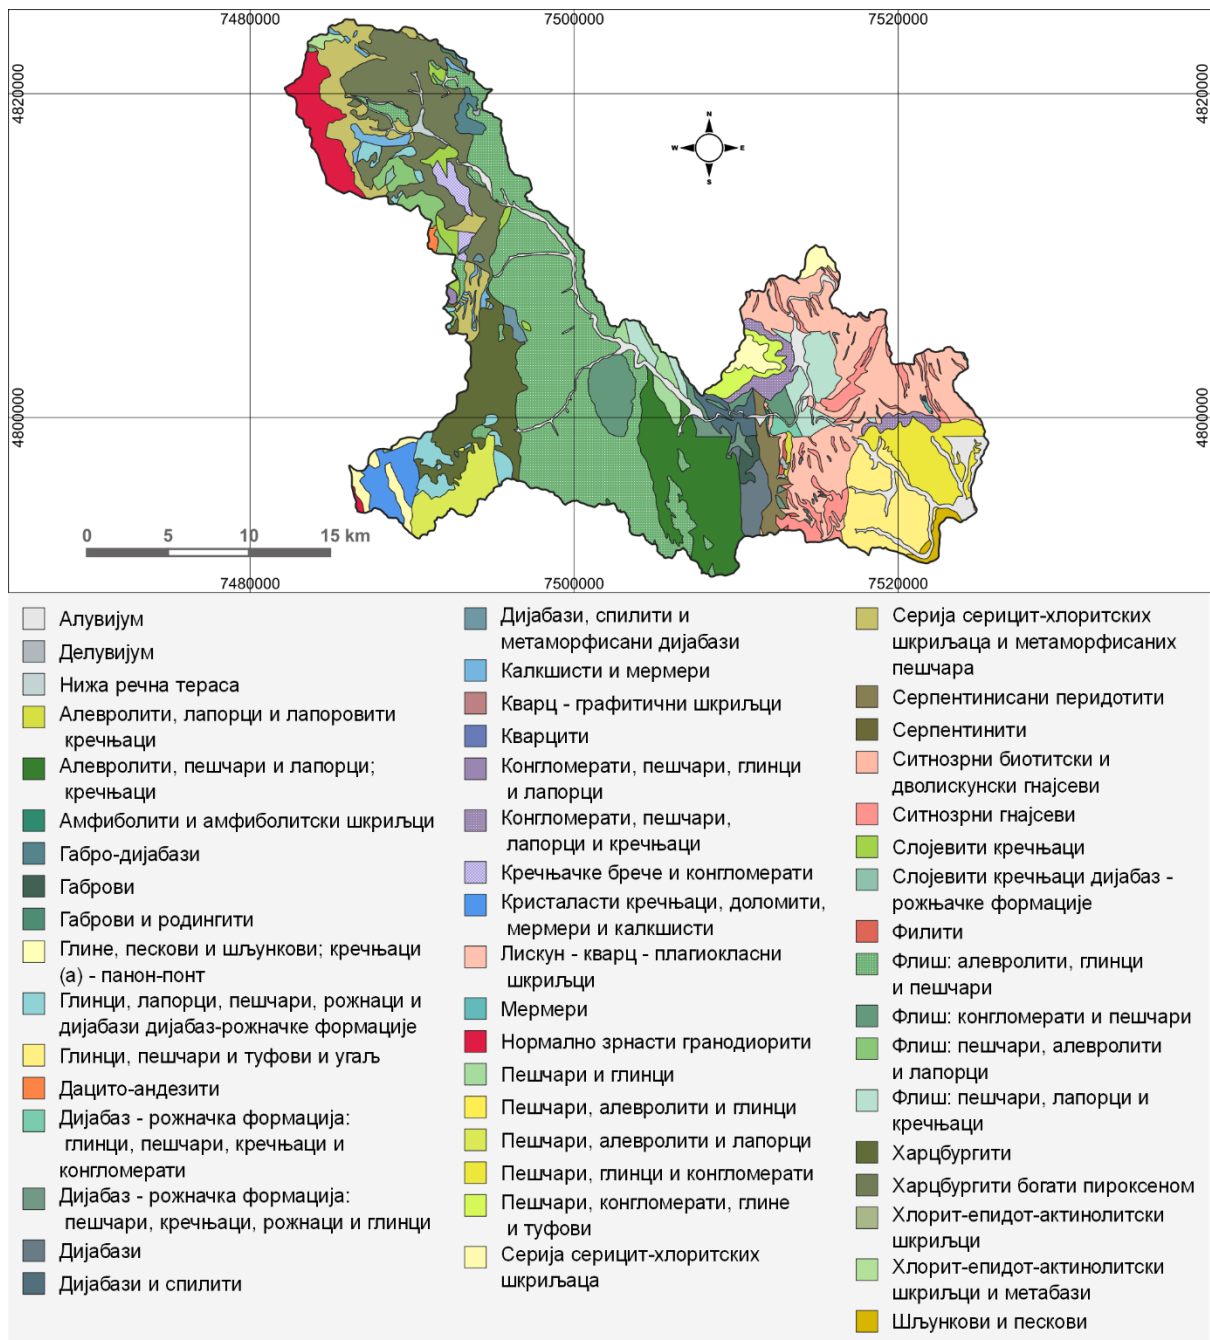 7480000
7500000
7520000
4820000
4820000
N
W
E
S
4800000
4800000
0
5
10
15 km
7480000
7500000
7520000
Алувијум
Делувијум
Нижа речна тераса
Алевролити, лапорци и лапоровити
кречњаци
Алевролити, пешчари и лапорци;
кречњаци
Амфиболити и амфиболитски шкриљци
Габро-дијабази
Габрови
Габрови и родингити
Глине, пескови и шљункови; кречњаци
(а) - панон-понт
Глинци, лапорци, пешчари, рожнаци и
дијабази дијабаз-рожначке формације
Глинци, пешчари и туфови и угаљ
Дацито-андезити
Дијабаз - рожначка формација:
глинци, пешчари, кречњаци и
конгломерати
Дијабаз - рожначка формација:
пешчари, кречњаци, рожнаци и глинци
Дијабази
Дијабази и спилити
Дијабази, спилити и
метаморфисани дијабази
Калкшисти и мермери
Кварц - графитични шкриљци
Кварцити
Конгломерати, пешчари, глинци
и лапорци
Конгломерати, пешчари,
лапорци и кречњаци
Кречњачке брече и конгломерати
Кристаласти кречњаци, доломити,
мермери и калкшисти
Лискун - кварц - плагиокласни
шкриљци
Мермери
Нормално зрнасти гранодиорити
Пешчари и глинци
Пешчари, алевролити и глинци
Пешчари, алевролити и лапорци
Пешчари, глинци и конгломерати
Пешчари, конгломерати, глине
и туфови
Серија серицит-хлоритских
шкриљаца
Серија серицит-хлоритских
шкриљаца и метаморфисаних
пешчара
Серпентинисани перидотити
Серпентинити
Ситнозрни биотитски и
дволискунски гнајсеви
Ситнозрни гнајсеви
Слојевити кречњаци
Слојевити кречњаци дијабаз -
рожњачке формације
Филити
Флиш: алевролити, глинци
и пешчари
Флиш: конгломерати и пешчари
Флиш: пешчари, алевролити
и лапорци
Флиш: пешчари, лапорци и
кречњаци
Харцбургити
Харцбургити богати пироксеном
Хлорит-епидот-актинолитски
шкриљци
Хлорит-епидот-актинолитски
шкриљци и метабази
Шљункови и пескови